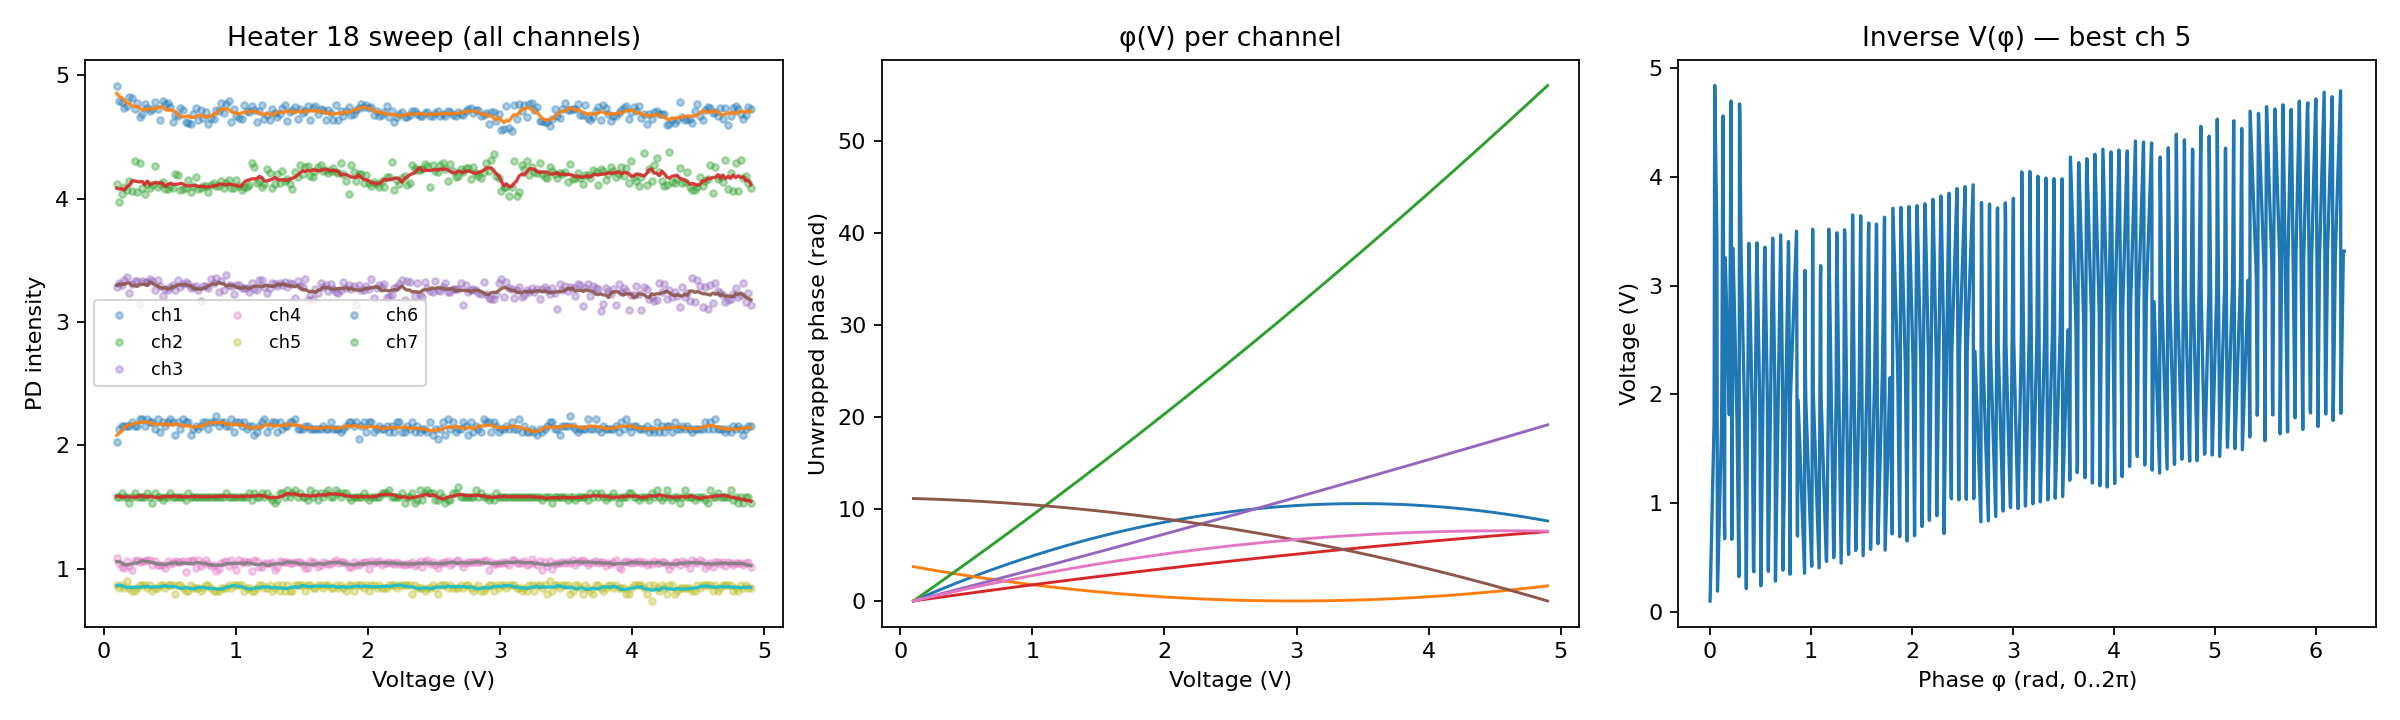 Heater 18 sweep (all channels)
PD intensity
5
4
3
2
1
ch1 ch4 ch6
ch2 ch5 ch7
ch3
0 1 2 3 4 5
Voltage (V)
φ(V) per channel
Unwrapped phase (rad)
50
40
30
20
10
0
0 1 2 3 4 5
Voltage (V)
Inverse V(φ) — best ch 5
Voltage (V)
5
4
3
2
1
0
0 1 2 3 4 5 6
Phase φ (rad, 0..2π)